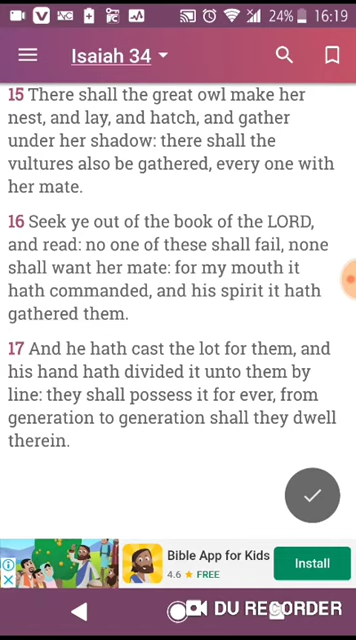 24% 16:19
Isaiah 34
15 There shall the great owl make her
nest, and lay, and hatch, and gather
under her shadow: there shall the
vultures also be gathered, every one with
her mate.
16 Seek ye out of the book of the LORD,
and read: no one of these shall fail, none
shall want her mate: for my mouth it
hath commanded, and his spirit it hath
gathered them.
17 And he hath cast the lot for them, and
his hand hath divided it unto them by
line: they shall possess it for ever, from
generation to generation shall they dwell
therein.
Bible App for Kids
4.6 ★ FREE
Install
DU RECORDER